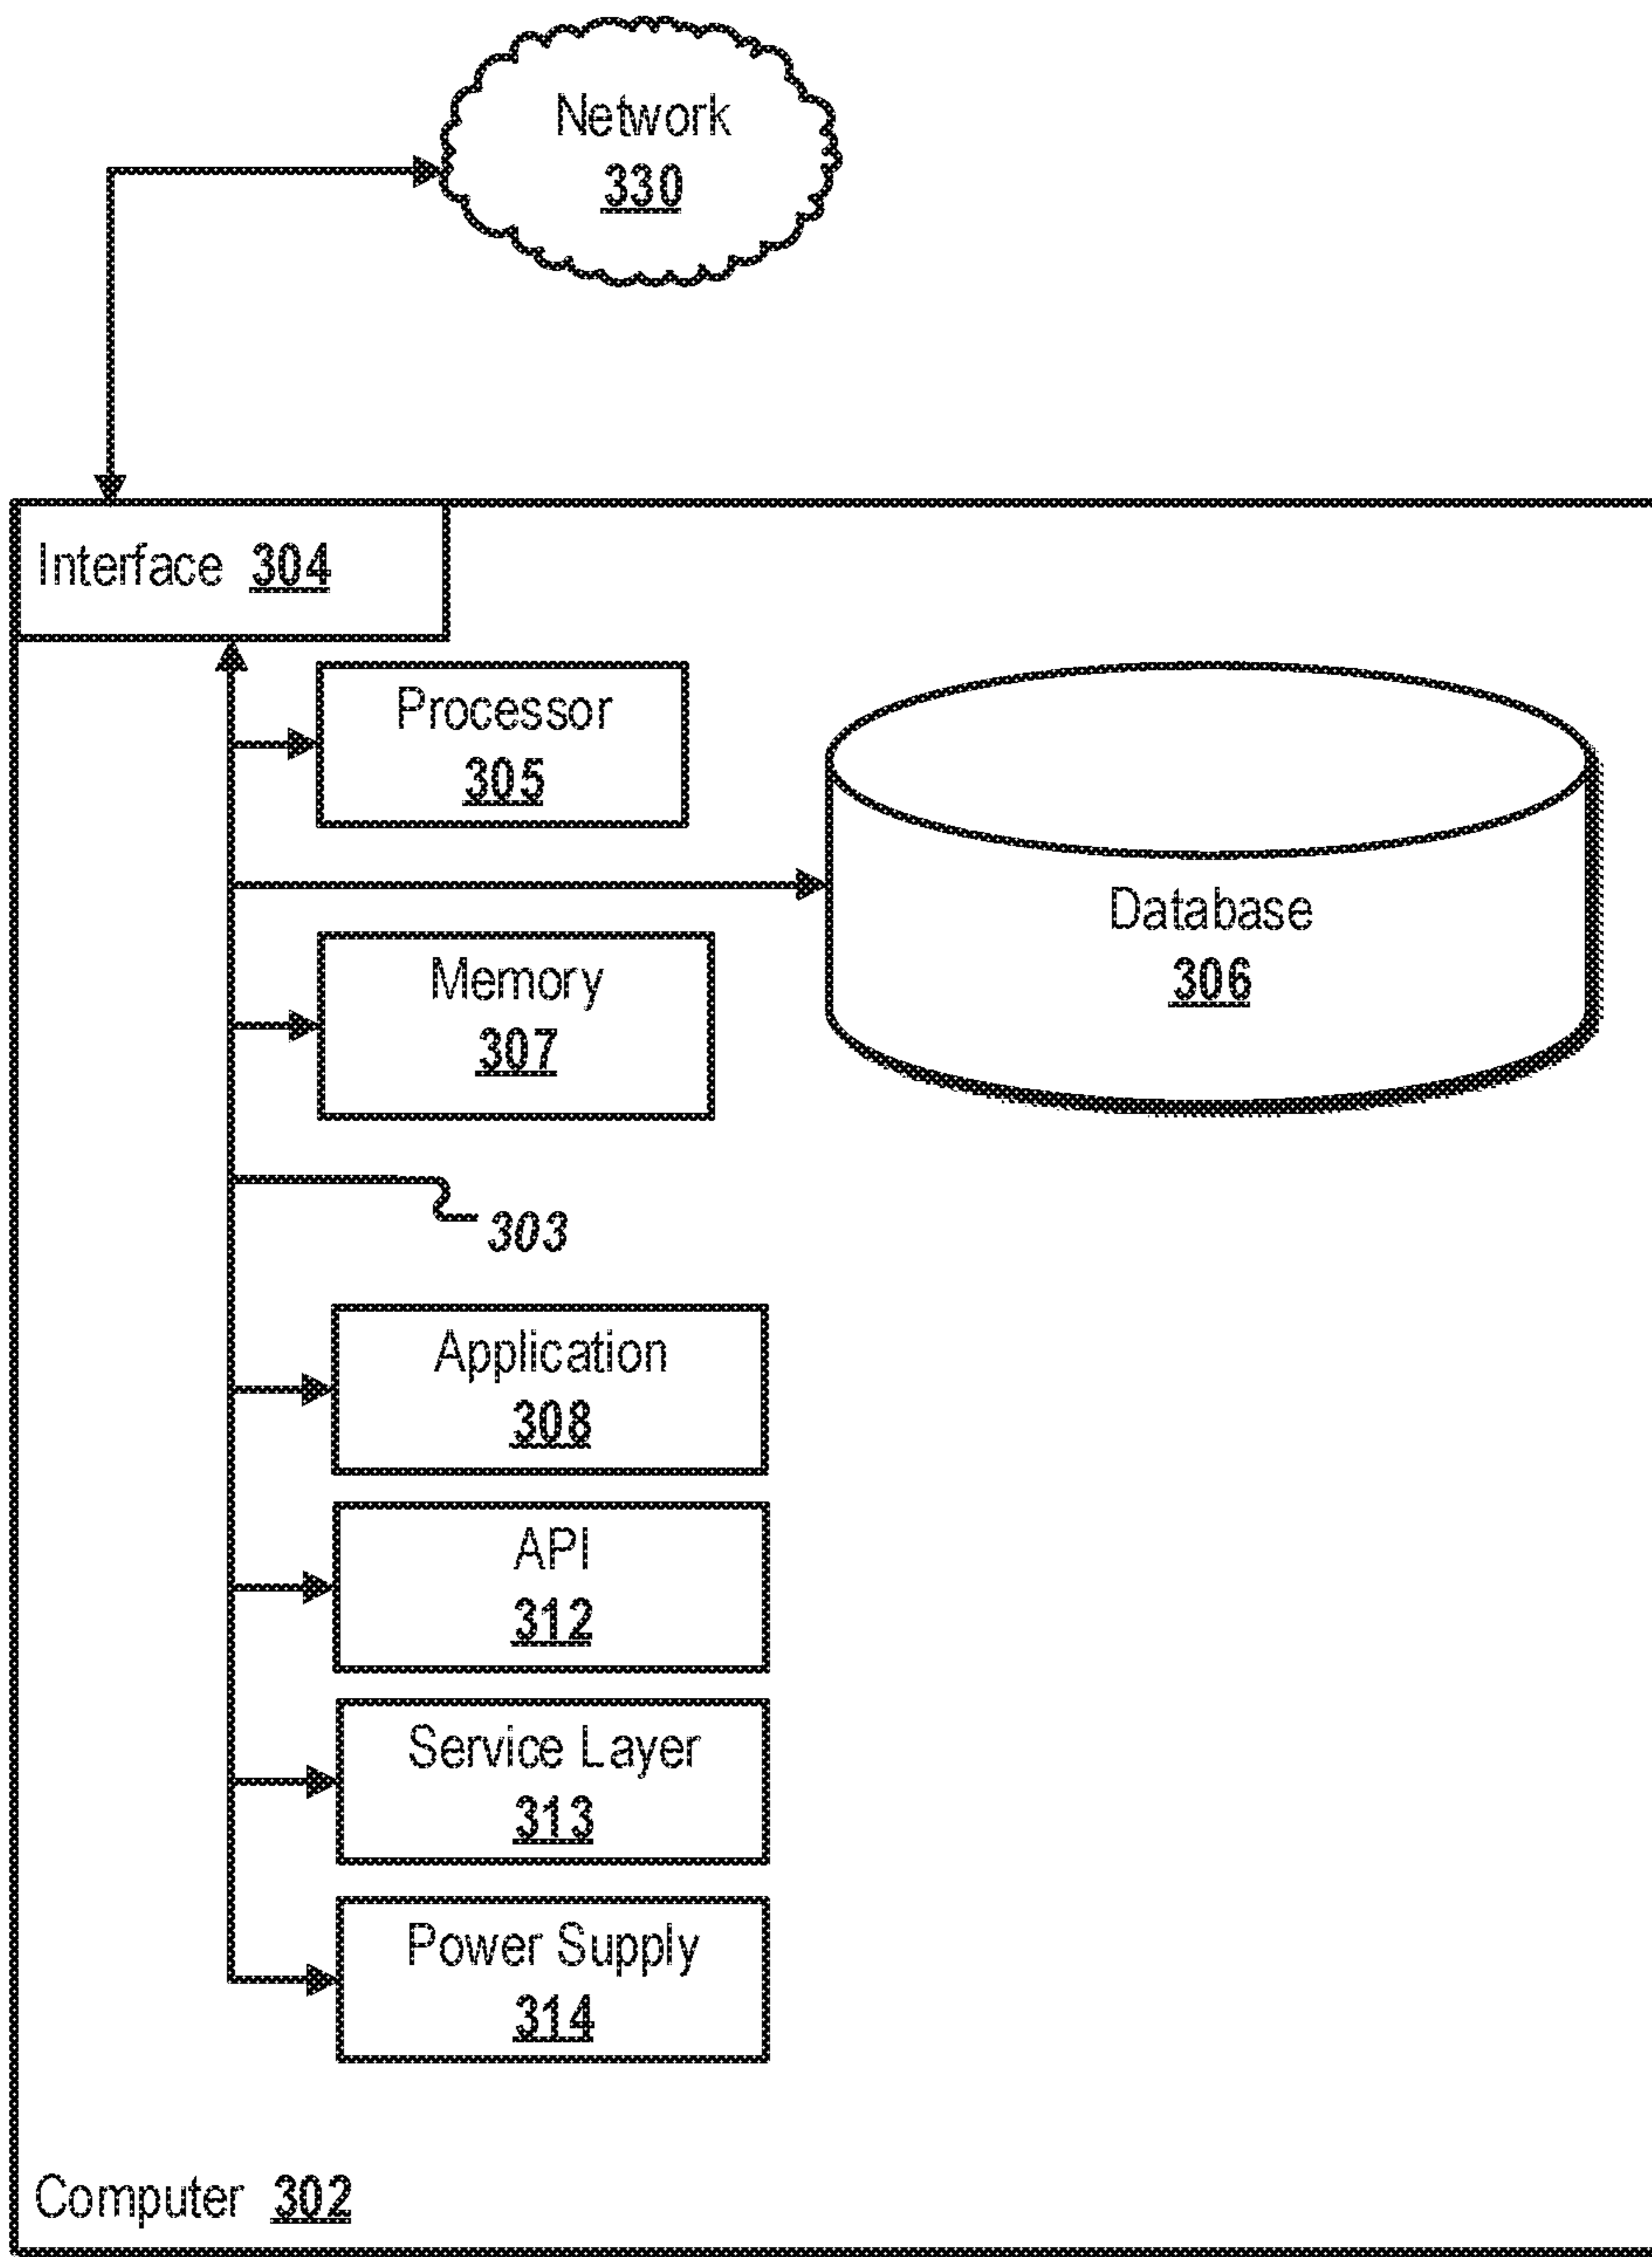 Network
330
Interface 304
Processor
305
Database
306
Memory
307
303
Application
308
API
312
Service Layer
313
Power Supply
314
Computer 302